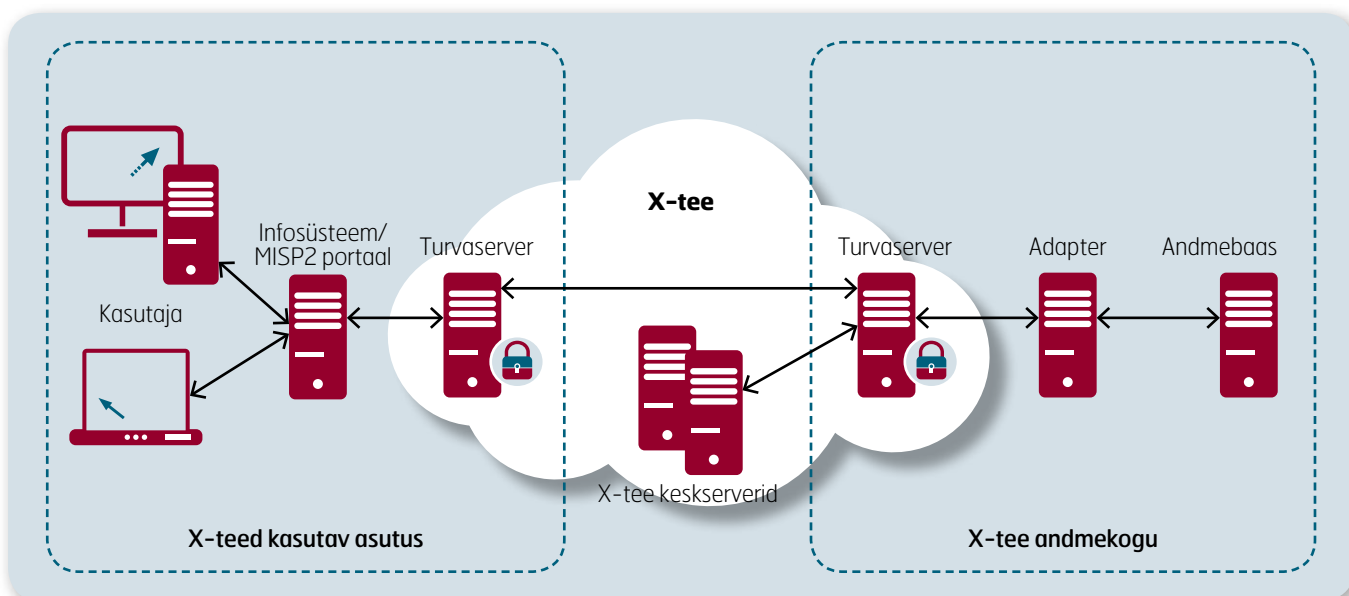 X-tee
Infosüsteem/
MISP2 portaal
Turvaserver
Turvaserver
Adapter
Andmebaas
Kasutaja
X-tee keskserverid
X-teed kasutav asutus
X-tee andmekogu